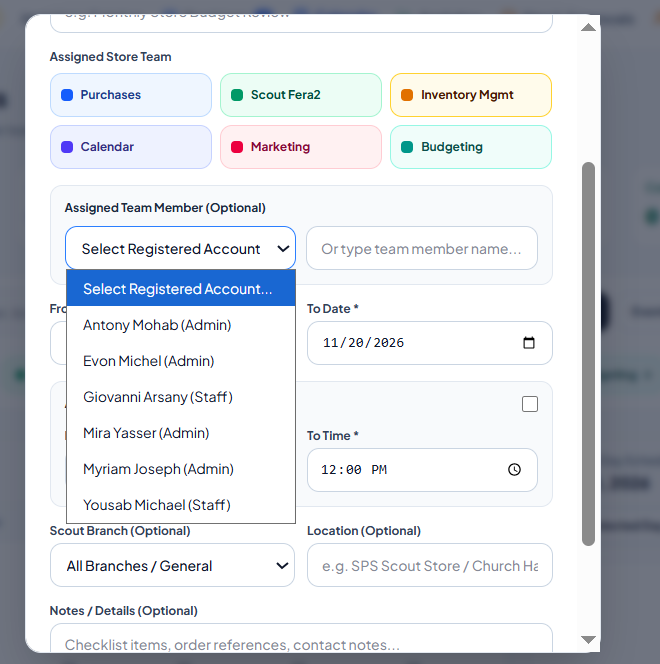 e.g. Monthly Store Budget Review
Assigned Store Team
Purchases
Scout Fera2
Inventory Mgmt
Calendar
Marketing
Budgeting
Assigned Team Member (Optional)
Select Registered Account
Or type team member name...
Select Registered Account...
Antony Mohab (Admin)
Evon Michel (Admin)
Giovanni Arsany (Staff)
Mira Yasser (Admin)
Myriam Joseph (Admin)
Yousab Michael (Staff)
To Date *
11/20/2026
To Time *
12:00 PM
Scout Branch (Optional)
Location (Optional)
All Branches / General
e.g. SPS Scout Store / Church Ha
Notes / Details (Optional)
Checklist items, order references, contact notes...